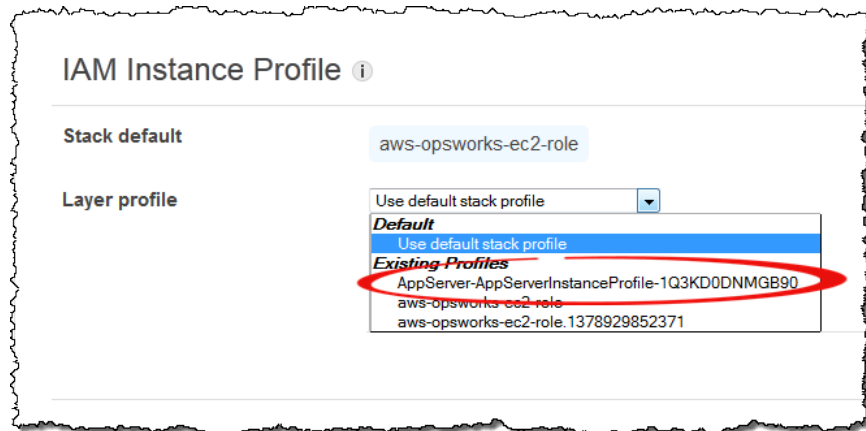 IAM Instance Profile i
Stack default
aws-opsworks-ec2-role
Layer profile
Use default stack profile
Default
Use default stack profile
Existing Profiles
AppServer-AppServerInstanceProfile-1Q3KD0DNMGB90
aws-opsworks-ec2-role
aws-opsworks-ec2-role.1378929852371